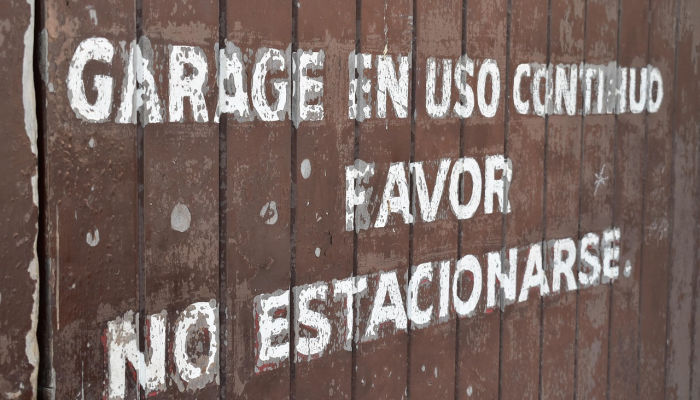 GARAGE EN USO CONTINUO
FAVOR
NO ESTACIONARSE.